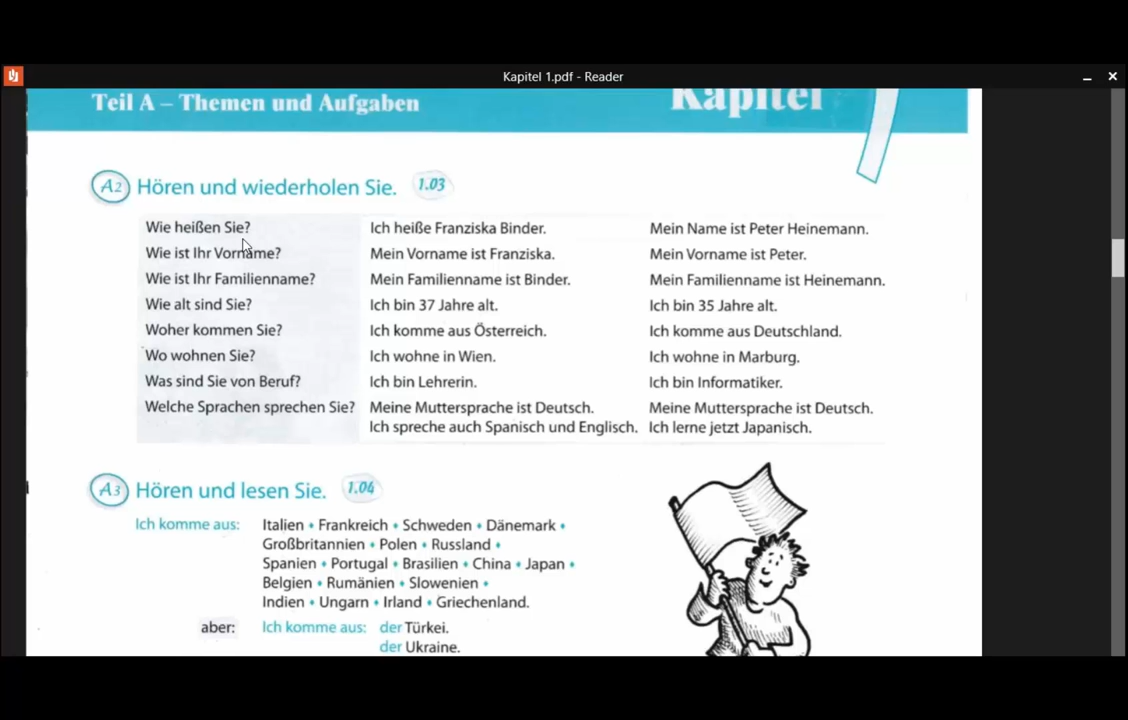 Kapitel 1.pdf - Reader
Teil A – Themen und Aufgaben
Kapitel
A2 Hören und wiederholen Sie. 1.03
Wie heißen Sie? Ich heiße Franziska Binder. Mein Name ist Peter Heinemann.
Wie ist Ihr Vorname? Mein Vorname ist Franziska. Mein Vorname ist Peter.
Wie ist Ihr Familienname? Mein Familienname ist Binder. Mein Familienname ist Heinemann.
Wie alt sind Sie? Ich bin 37 Jahre alt. Ich bin 35 Jahre alt.
Woher kommen Sie? Ich komme aus Österreich. Ich komme aus Deutschland.
Wo wohnen Sie? Ich wohne in Wien. Ich wohne in Marburg.
Was sind Sie von Beruf? Ich bin Lehrerin. Ich bin Informatiker.
Welche Sprachen sprechen Sie? Meine Muttersprache ist Deutsch. Meine Muttersprache ist Deutsch.
Ich spreche auch Spanisch und Englisch. Ich lerne jetzt Japanisch.
A3 Hören und lesen Sie. 1.04
Ich komme aus: Italien • Frankreich • Schweden • Dänemark •
Großbritannien • Polen • Russland •
Spanien • Portugal • Brasilien • China • Japan •
Belgien • Rumänien • Slowenien •
Indien • Ungarn • Irland • Griechenland.
aber: Ich komme aus: der Türkei.
der Ukraine.